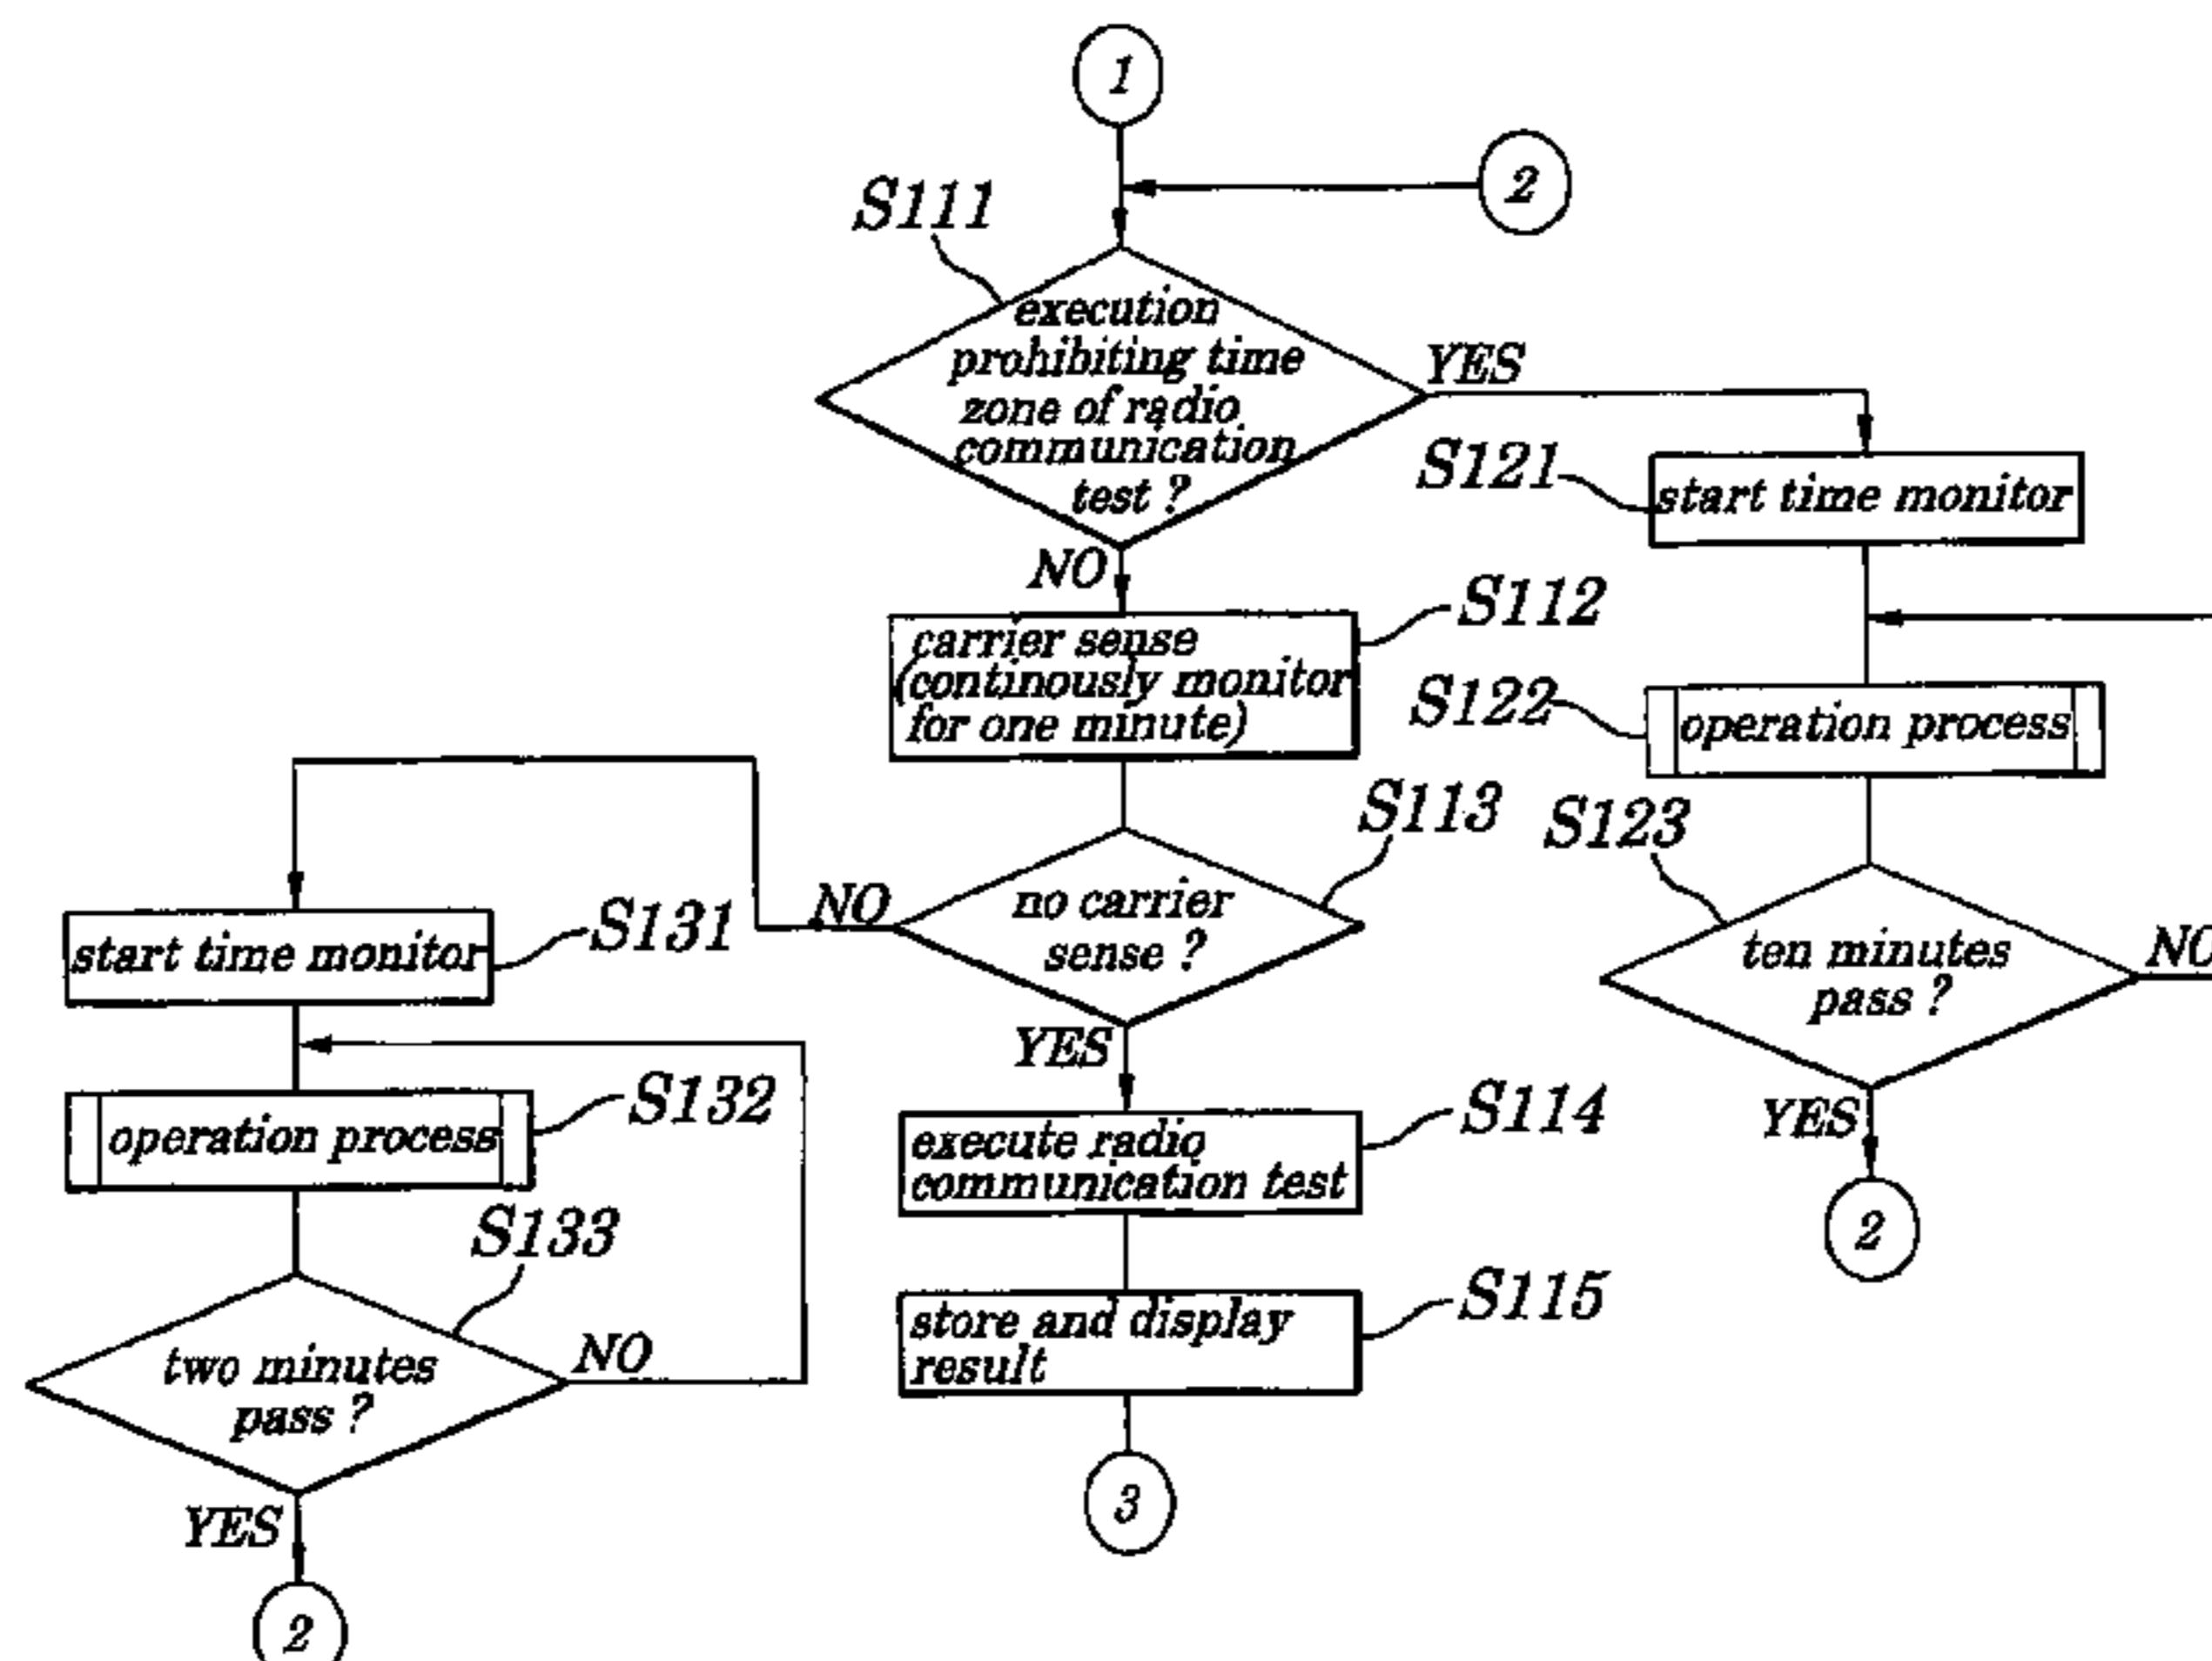 1
2
S111
execution
prohibiting time
zone of radio
communication
test ?
YES
NO
S121
start time monitor
S112
carrier sense
(continously monitor
for one minute)
S122
operation process
S113
no carrier
sense ?
NO
YES
S123
ten minutes
pass ?
NO
YES
2
S131
start time monitor
S132
operation process
S133
two minutes
pass ?
NO
YES
2
S114
execute radio
communication test
S115
store and display
result
3